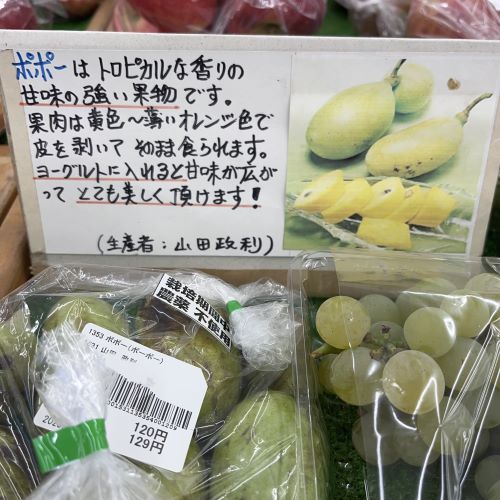 ポポーはトロピカルな香りの
甘味の強い果物です。
果肉は黄色～薄いオレンジ色で
皮を剥いてそのまま食られます。
ヨーグルトに入れると甘味が広が
ってとても美しく頂けます!
(生産者:山田政利)
栽培期間中
農薬不使用
1353 ポポー(ポーポー)
山田 政利
120円
129円